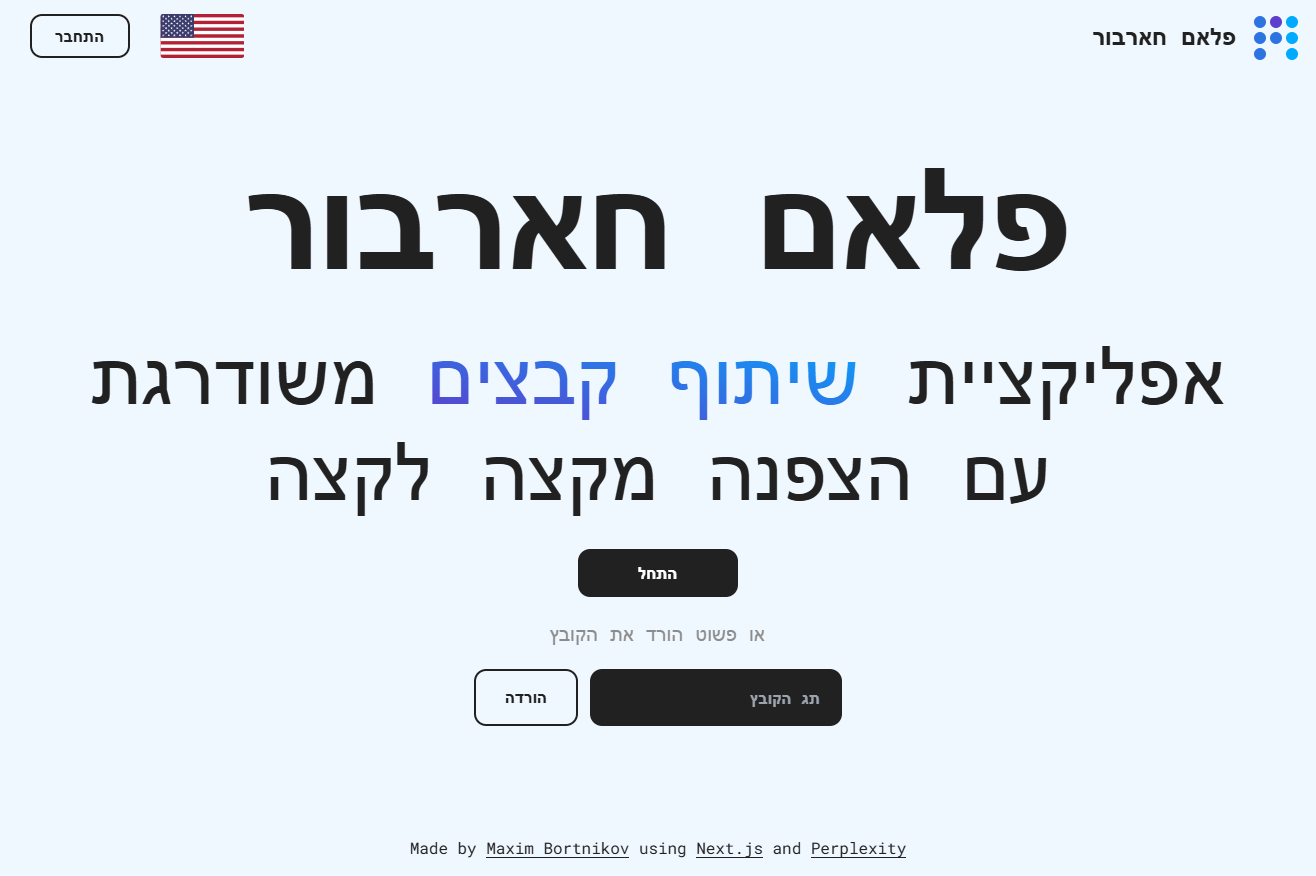 פלאם חארבור
התחבר
פלאם חארבור
אפליקציית שיתוף קבצים משודרגת
עם הצפנה מקצה לקצה
התחל
או פשוט הורד את הקובץ
תג הקובץ
הורדה
Made by Maxim Bortnikov using Next.js and Perplexity